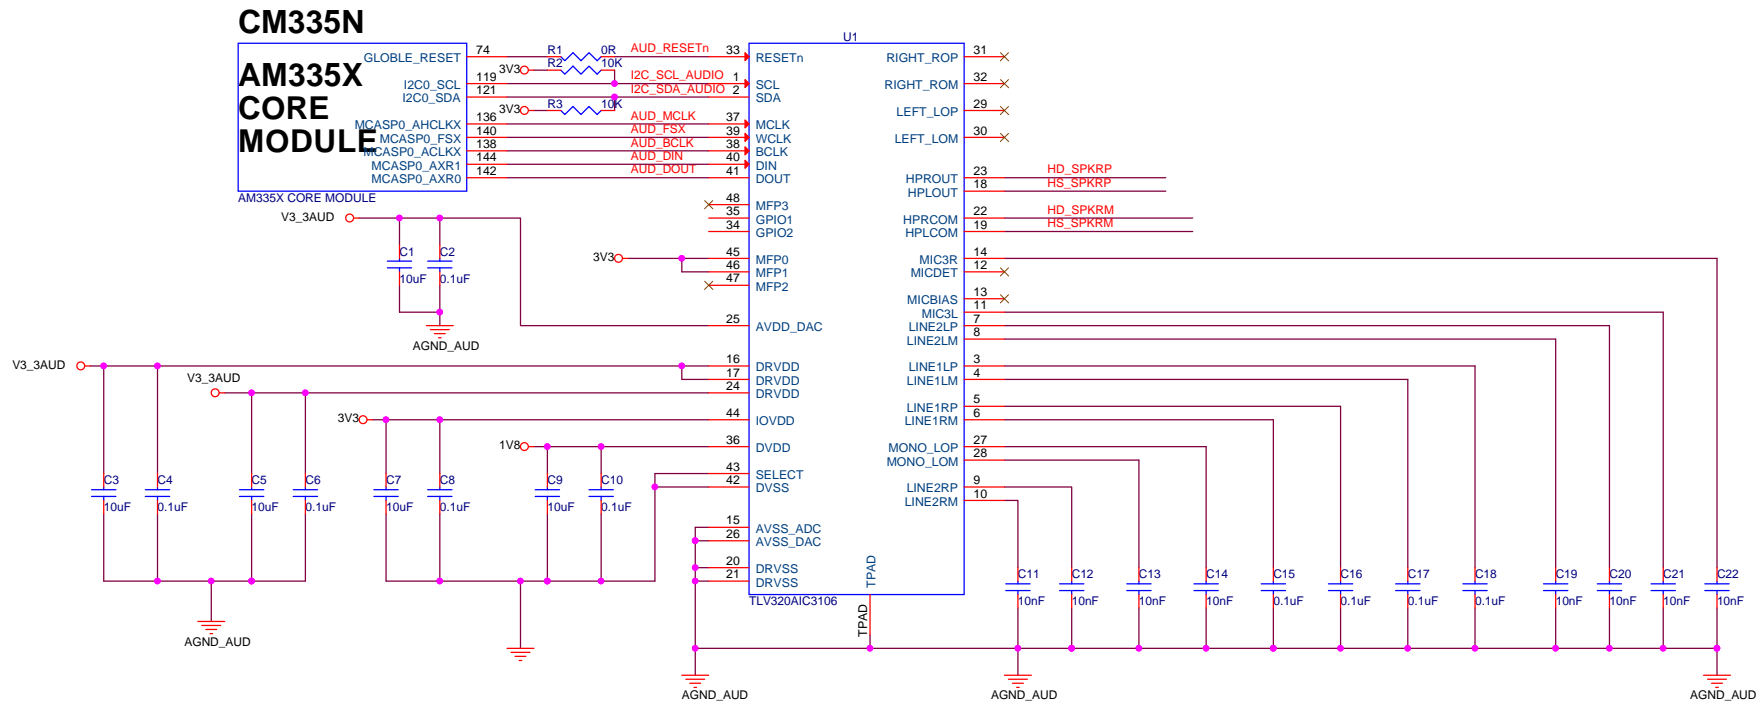 CM335N
AM335X
CORE
MODULE
GLOBLE_RESET 74
I2C0_SCL 119
I2C0_SDA 121
MCASP0_AHCLKX 136
MCASP0_FSX 140
MCASP0_ACLKX 138
MCASP0_AXR1 144
MCASP0_AXR0 142
AM335X CORE MODULE
R1 0R AUD_RESETn
3V3 R2 10K
I2C_SCL_AUDIO
I2C_SDA_AUDIO
3V3 R3 10K
AUD_MCLK
AUD_FSX
AUD_BCLK
AUD_DIN
AUD_DOUT
U1
33 RESETn
1 SCL
2 SDA
37 MCLK
39 WCLK
38 BCLK
40 DIN
41 DOUT
48 MFP3
35 GPIO1
34 GPIO2
3V3
45 MFP0
46 MFP1
47 MFP2
25 AVDD_DAC
16 DRVDD
17 DRVDD
24 DRVDD
44 IOVDD
36 DVDD
43 SELECT
42 DVSS
15 AVSS_ADC
26 AVSS_DAC
20 DRVSS
21 DRVSS
TPAD
TPAD
TLV320AIC3106
RIGHT_ROP 31
RIGHT_ROM 32
LEFT_LOP 29
LEFT_LOM 30
HPROUT 23 HD_SPKRP
HPLOUT 18 HS_SPKRP
HPRCOM 22 HD_SPKRM
HPLCOM 19 HS_SPKRM
MIC3R 14
MICDET 12
MICBIAS 13
MIC3L 11
LINE2LP 7
LINE2LM 8
LINE1LP 3
LINE1LM 4
LINE1RP 5
LINE1RM 6
MONO_LOP 27
MONO_LOM 28
LINE2RP 9
LINE2RM 10
V3_3AUD
C1 C2
10uF 0.1uF
AGND_AUD
V3_3AUD
V3_3AUD
3V3
1V8
C3 C4 C5 C6 C7 C8 C9 C10
10uF 0.1uF 10uF 0.1uF 10uF 0.1uF 10uF 0.1uF
AGND_AUD
C11 C12 C13 C14 C15 C16 C17 C18 C19 C20 C21 C22
10nF 10nF 10nF 10nF 0.1uF 0.1uF 0.1uF 0.1uF 10nF 10nF 10nF 10nF
AGND_AUD AGND_AUD AGND_AUD